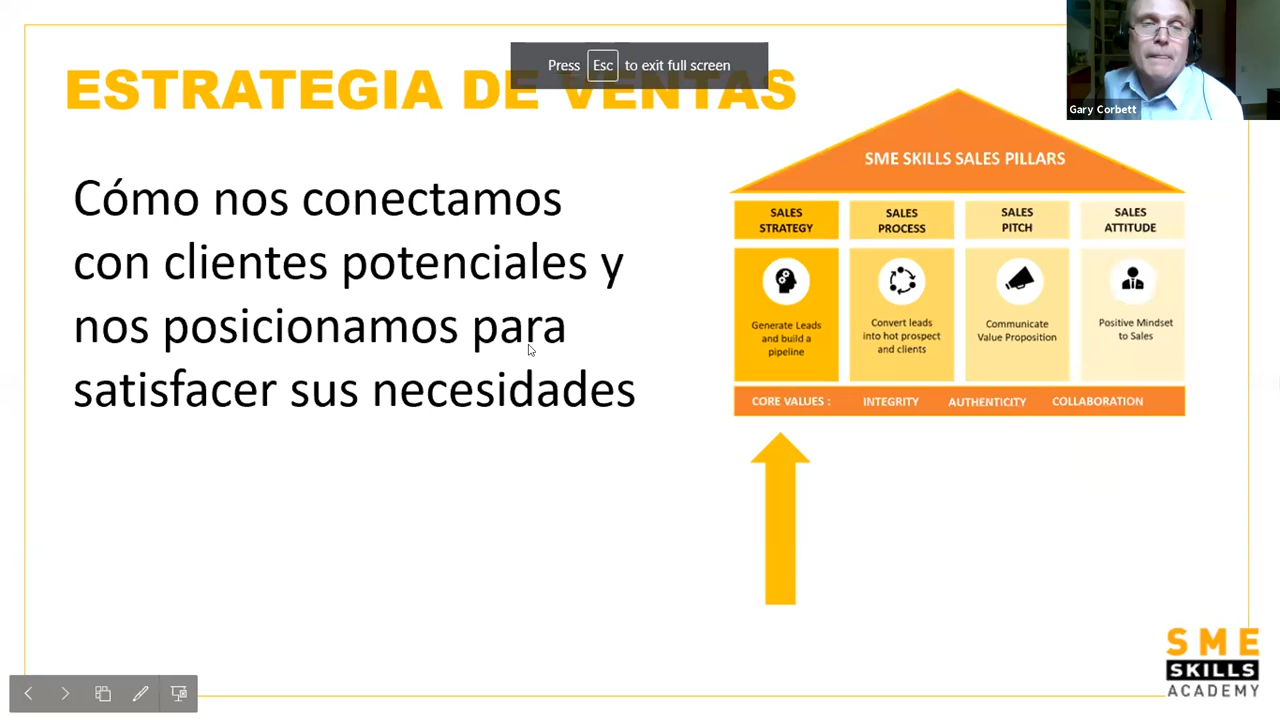 Press Esc to exit full screen
ESTRATEGIA DE VENTAS
Cómo nos conectamos
con clientes potenciales y
nos posicionamos para
satisfacer sus necesidades
Gary Corbett
SME SKILLS SALES PILLARS
SALES
STRATEGY
Generate Leads
and build a
pipeline
SALES
PROCESS
Convert leads
into hot prospect
and clients
SALES
PITCH
Communicate
Value Proposition
SALES
ATTITUDE
Positive Mindset
to Sales
CORE VALUES : INTEGRITY AUTHENTICITY COLLABORATION
SME
SKILLS
ACADEMY